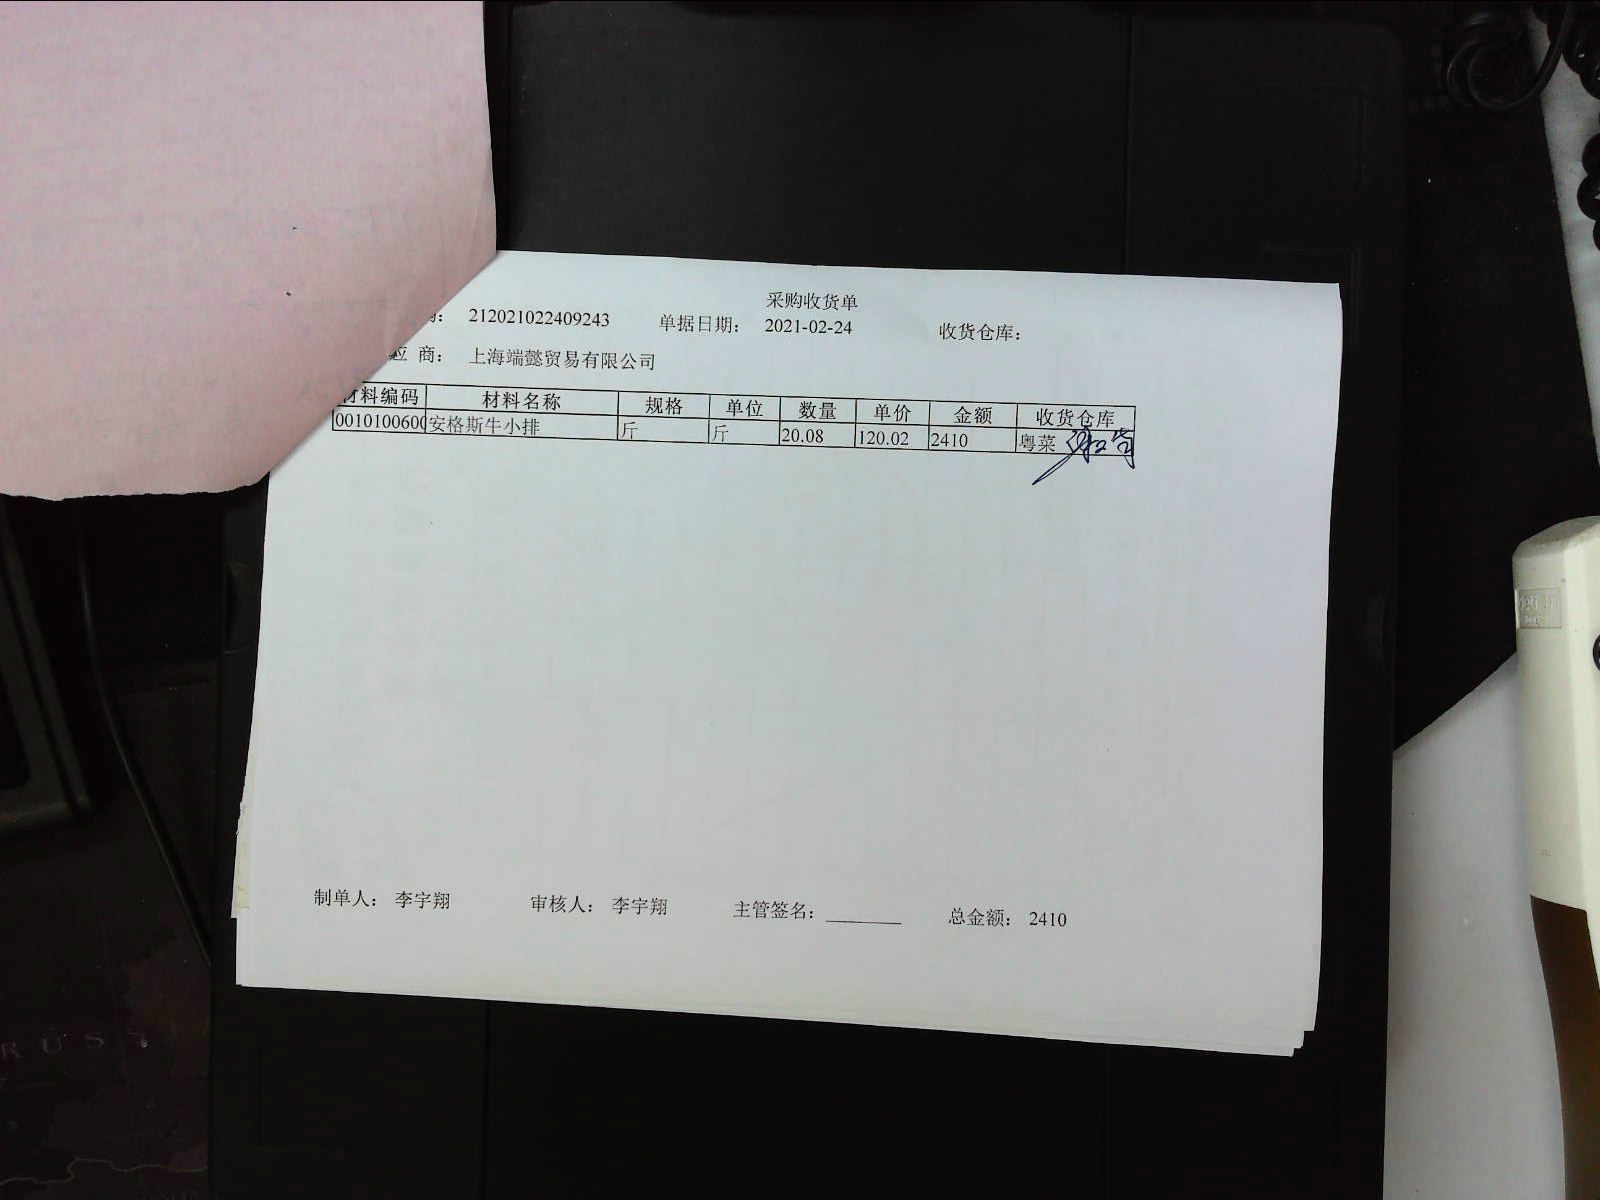 采购收货单
212021022409243 单据日期： 2021-02-24 收货仓库：
应 商： 上海端懿贸易有限公司
材料编码 材料名称 规格 单位 数量 单价 金额 收货仓库
0010100600 安格斯牛小排 斤 斤 20.08 120.02 2410 粤菜
制单人： 李宇翔 审核人： 李宇翔 主管签名： 总金额： 2410
RUSS